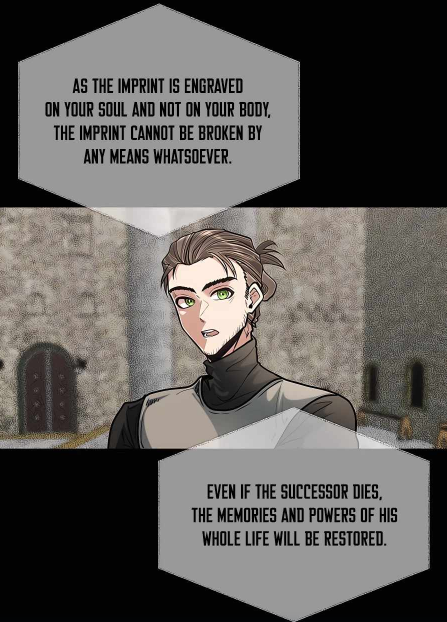 AS THE IMPRINT IS ENGRAVED
ON YOUR SOUL AND NOT ON YOUR BODY,
THE IMPRINT CANNOT BE BROKEN BY
ANY MEANS WHATSOEVER.
EVEN IF THE SUCCESSOR DIES,
THE MEMORIES AND POWERS OF HIS
WHOLE LIFE WILL BE RESTORED.